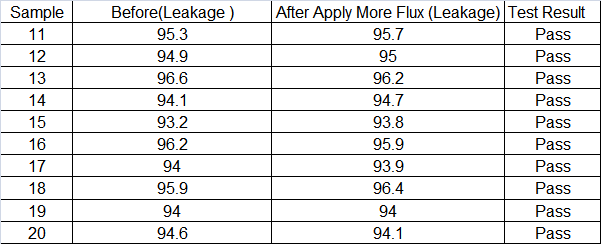 Sample Before(Leakage ) After Apply More Flux (Leakage) Test Result
11 95.3 95.7 Pass
12 94.9 95 Pass
13 96.6 96.2 Pass
14 94.1 94.7 Pass
15 93.2 93.8 Pass
16 96.2 95.9 Pass
17 94 93.9 Pass
18 95.9 96.4 Pass
19 94 94 Pass
20 94.6 94.1 Pass